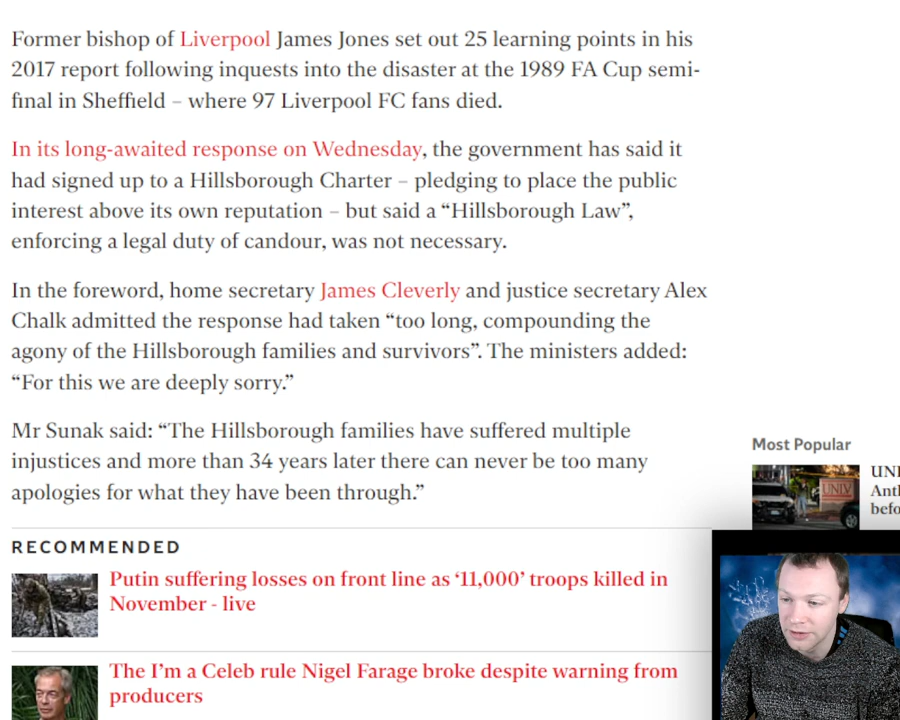 Former bishop of Liverpool James Jones set out 25 learning points in his
2017 report following inquests into the disaster at the 1989 FA Cup semi-
final in Sheffield – where 97 Liverpool FC fans died.
In its long-awaited response on Wednesday, the government has said it
had signed up to a Hillsborough Charter – pledging to place the public
interest above its own reputation – but said a “Hillsborough Law”,
enforcing a legal duty of candour, was not necessary.
In the foreword, home secretary James Cleverly and justice secretary Alex
Chalk admitted the response had taken “too long, compounding the
agony of the Hillsborough families and survivors”. The ministers added:
“For this we are deeply sorry.”
Mr Sunak said: “The Hillsborough families have suffered multiple
injustices and more than 34 years later there can never be too many
apologies for what they have been through.”
RECOMMENDED
Putin suffering losses on front line as ‘11,000’ troops killed in
November - live
The I’m a Celeb rule Nigel Farage broke despite warning from
producers
Most Popular
UNIV